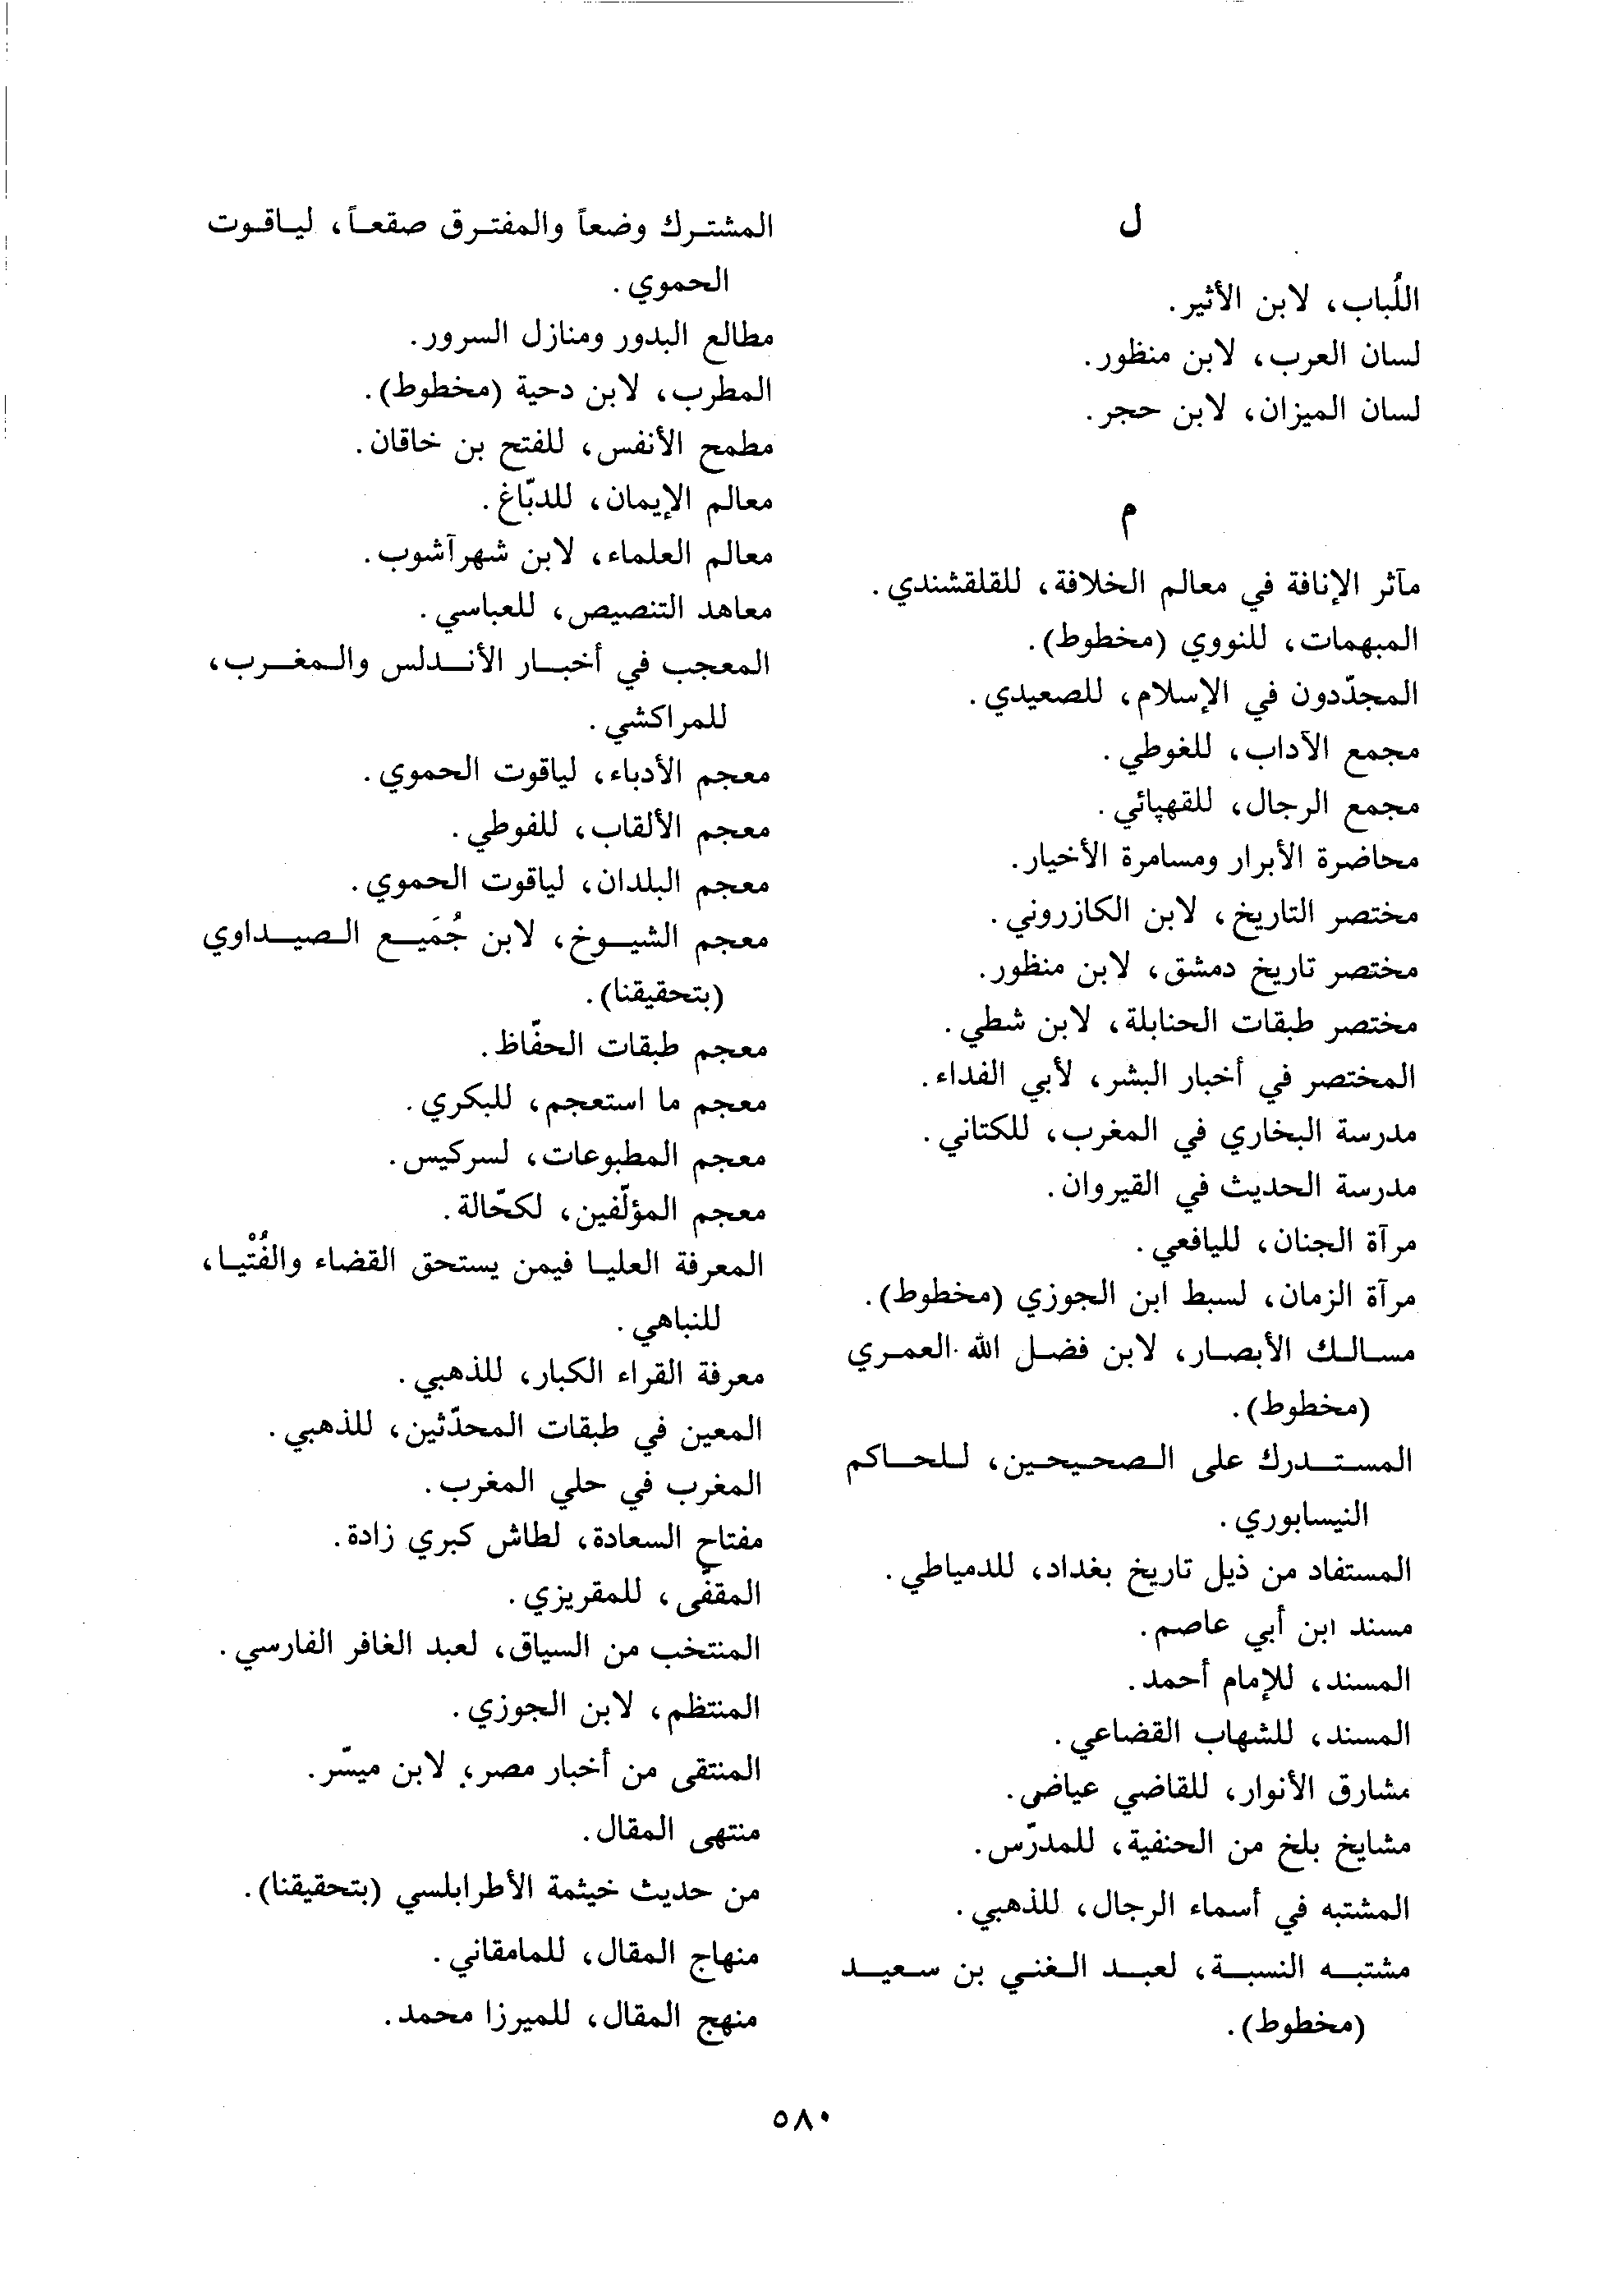 ل
اللُباب، لابن الأثير.
لسان العرب، لابن منظور.
لسان الميزان، لابن حجر.
م
مآثر الإنافة في معالم الخلافة، للقلقشندي.
المبهمات، للنووي (مخطوط).
المجدّدون في الإسلام، للصعيدي.
مجمع الآداب، للغوطي.
مجمع الرجال، للقهپائي.
محاضرة الأبرار ومسامرة الأخيار.
مختصر التاريخ، لابن الكازروني.
مختصر تاريخ دمشق، لابن منظور.
مختصر طبقات الحنابلة، لابن شطي.
المختصر في أخبار البشر، لأبي الفداء.
مدرسة البخاري في المغرب، للكتاني.
مدرسة الحديث في القيروان.
مرآة الجنان، لليافعي.
مرآة الزمان، لسبط ابن الجوزي (مخطوط).
مسالك الأبصار، لابن فضل الله العمري
(مخطوط).
المستدرك على الصحيحين، للحاكم
النيسابوري.
المستفاد من ذيل تاريخ بغداد، للدمياطي.
مسند ابن أبي عاصم.
المسند، للإمام أحمد.
المسند، للشهاب القضاعي.
مشارق الأنوار، للقاضي عياض.
مشايخ بلخ من الحنفية، للمدرّس.
المشتبه في أسماء الرجال، للذهبي.
مشتبه النسبة، لعبد الغني بن سعيد
(مخطوط).
المشترك وضعاً والمفترق صقعاً، لياقوت
الحموي.
مطالع البدور ومنازل السرور.
المطرب، لابن دحية (مخطوط).
مطمح الأنفس، للفتح بن خاقان.
معالم الإيمان، للدبّاغ.
معالم العلماء، لابن شهرآشوب.
معاهد التنصيص، للعباسي.
المعجب في أخبار الأندلس والمغرب،
للمراكشي.
معجم الأدباء، لياقوت الحموي.
معجم الألقاب، للفوطي.
معجم البلدان، لياقوت الحموي.
معجم الشيوخ، لابن جُمَيع الصيداوي
(بتحقيقنا).
معجم طبقات الحفّاظ.
معجم ما استعجم، للبكري.
معجم المطبوعات، لسركيس.
معجم المؤلّفين، لكحّالة.
المعرفة العليا فيمن يستحق القضاء والفُتْيا،
للنباهي.
معرفة القراء الكبار، للذهبي.
المعين في طبقات المحدّثين، للذهبي.
المغرب في حلي المغرب.
مفتاح السعادة، لطاش كبري زادة.
المقفّى، للمقريزي.
المنتخب من السياق، لعبد الغافر الفارسي.
المنتظم، لابن الجوزي.
المنتقى من أخبار مصر، لابن ميسّر.
منتهى المقال.
من حديث خيثمة الأطرابلسي (بتحقيقنا).
منهاج المقال، للمامقاني.
منهج المقال، للميرزا محمد.
٥٨٠